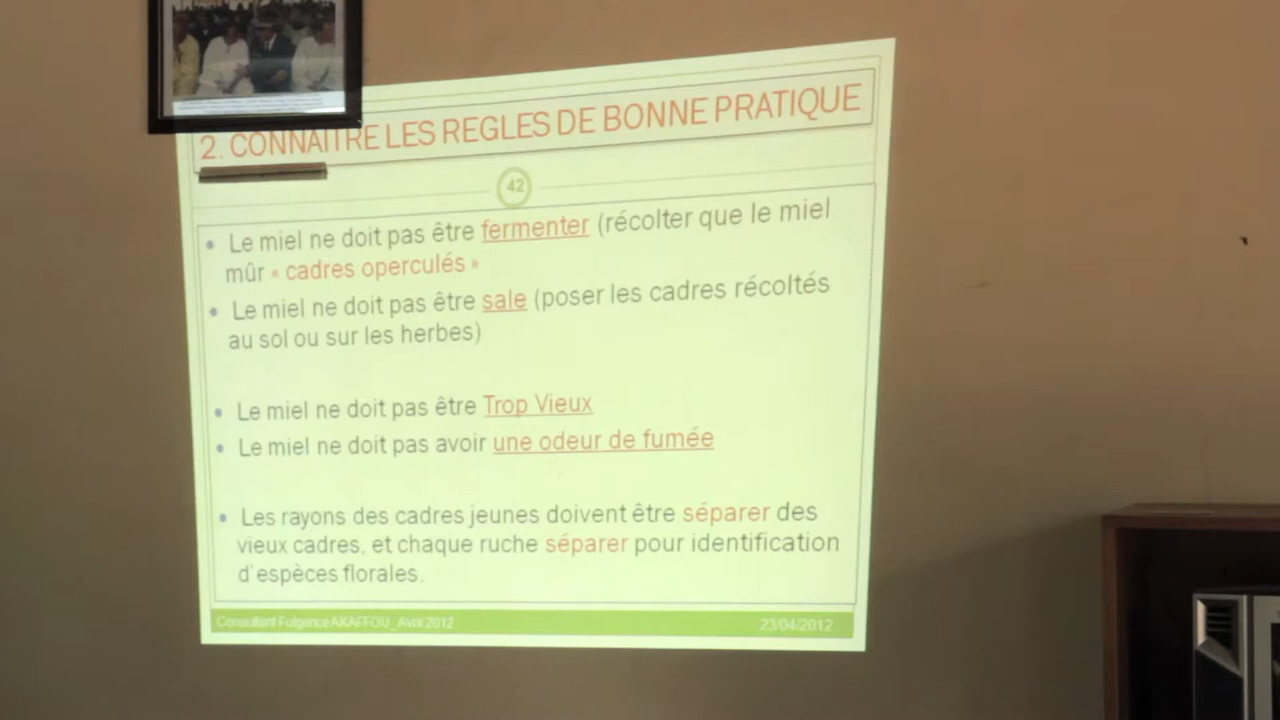 2. CONNAITRE LES REGLES DE BONNE PRATIQUE
42
• Le miel ne doit pas être fermenter (récolter que le miel
mûr « cadres operculés »
• Le miel ne doit pas être sale (poser les cadres récoltés
au sol ou sur les herbes)
• Le miel ne doit pas être Trop Vieux
• Le miel ne doit pas avoir une odeur de fumée
• Les rayons des cadres jeunes doivent être séparer des
vieux cadres, et chaque ruche séparer pour identification
d'espèces florales.
Consultant Fulgence AKAFFOU_Avril 2012
23/04/2012